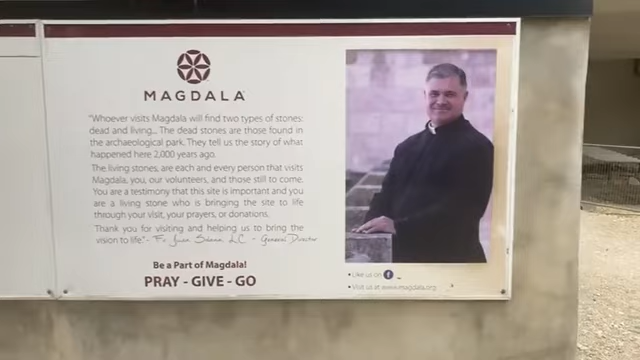 MAGDALA
"Whoever visits Magdala will find two types of stones:
dead and living... The dead stones are those found in
the archaeological park. They tell us the story of what
happened here 2,000 years ago.
The living stones, are each and every person that visits
Magdala, you, our volunteers, and those still to come.
You are a testimony that this site is important and you
are a living stone who is bringing the site to life
through your visit, your prayers, or donations.
Thank you for visiting and helping us to bring the
vision to life" - Fr. Juan Solana LC - General Director
Be a Part of Magdala!
PRAY - GIVE - GO
• Like us on f
• Visit us at www.magdala.org